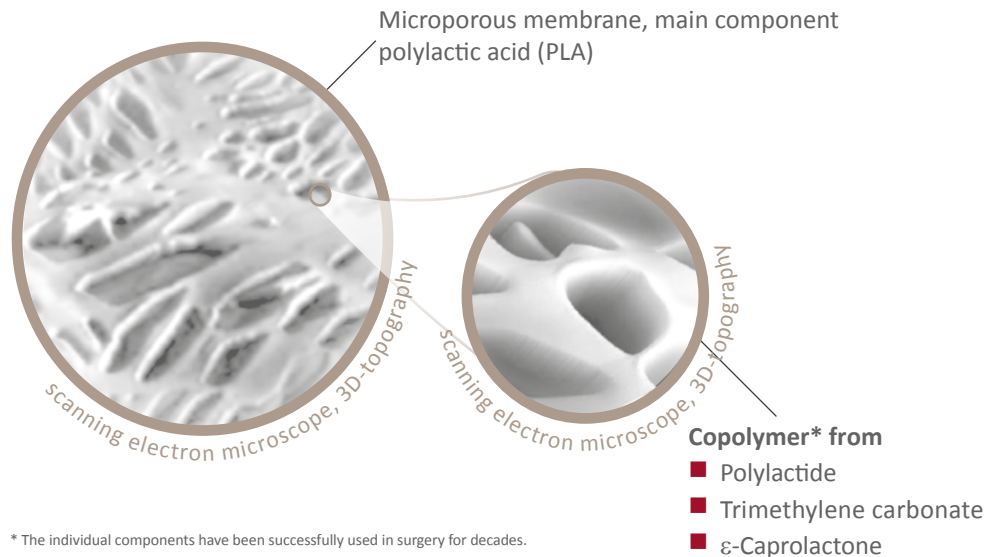 Microporous membrane, main component
polylactic acid (PLA)
scanning electron microscope, 3D-topography
scanning electron microscope, 3D-topography
Copolymer* from
Polylactide
Trimethylene carbonate
ε-Caprolactone
* The individual components have been successfully used in surgery for decades.